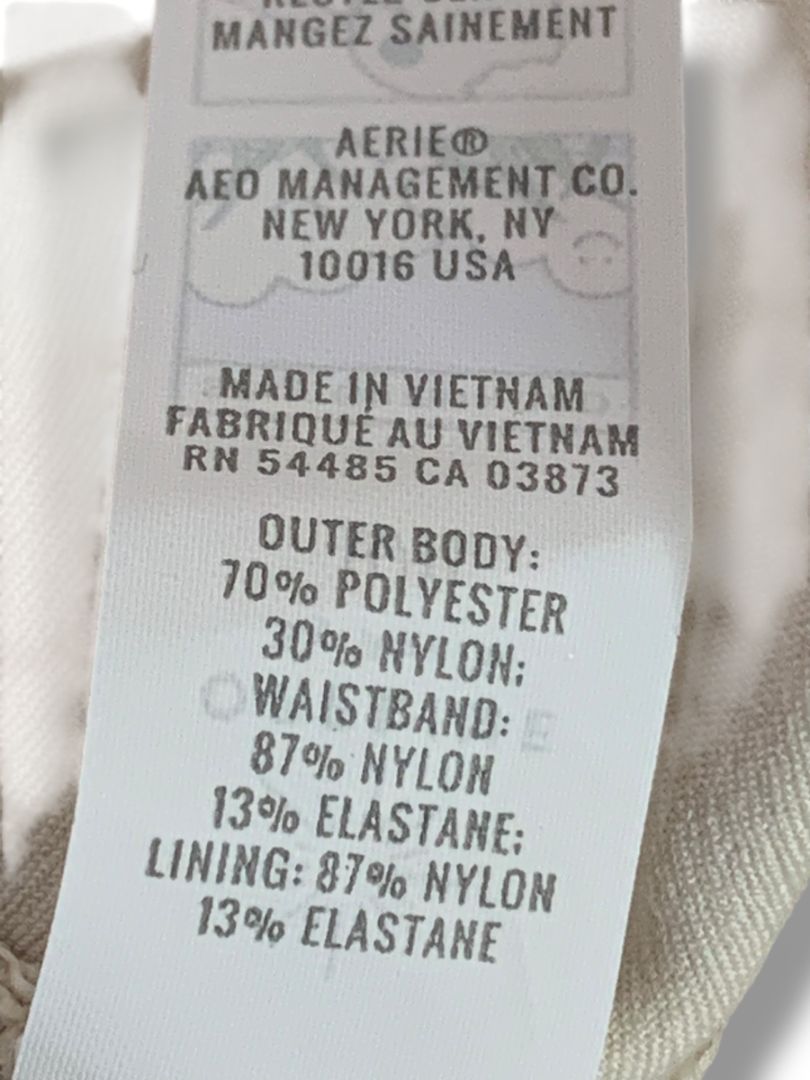 MANGEZ SAINEMENT
AERIE®
AEO MANAGEMENT CO.
NEW YORK, NY
10016 USA
MADE IN VIETNAM
FABRIQUÉ AU VIETNAM
RN 54485 CA 03873
OUTER BODY:
70% POLYESTER
30% NYLON;
WAISTBAND:
87% NYLON
13% ELASTANE;
LINING: 87% NYLON
13% ELASTANE